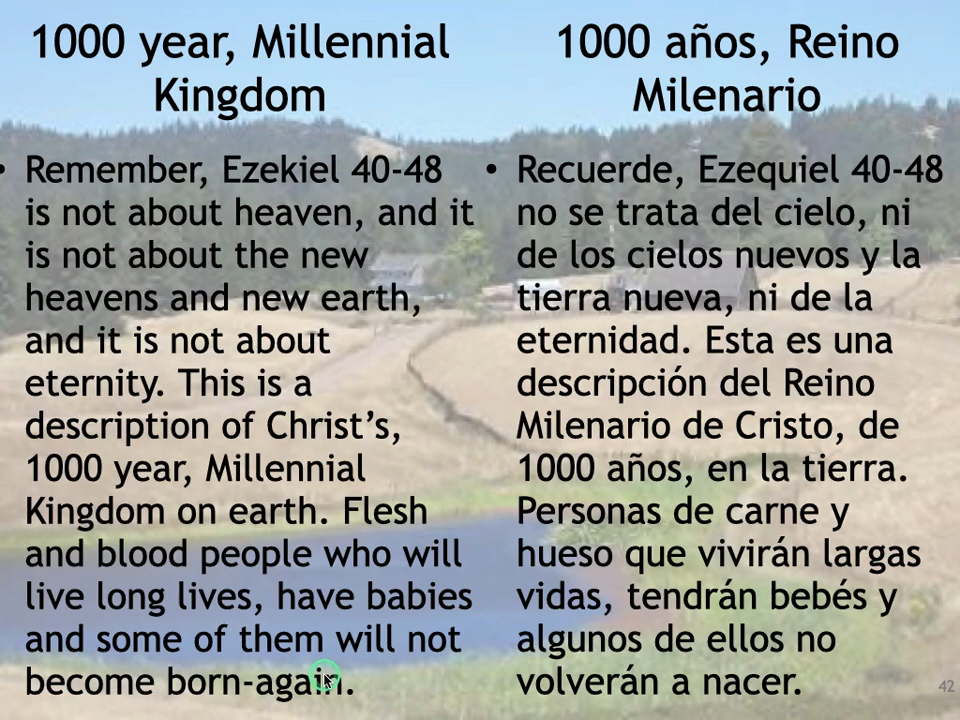 1000 year, Millennial
Kingdom
• Remember, Ezekiel 40-48
is not about heaven, and it
is not about the new
heavens and new earth,
and it is not about
eternity. This is a
description of Christ’s,
1000 year, Millennial
Kingdom on earth. Flesh
and blood people who will
live long lives, have babies
and some of them will not
become born-again.
1000 años, Reino
Milenario
• Recuerde, Ezequiel 40-48
no se trata del cielo, ni
de los cielos nuevos y la
tierra nueva, ni de la
eternidad. Esta es una
descripción del Reino
Milenario de Cristo, de
1000 años, en la tierra.
Personas de carne y
hueso que vivirán largas
vidas, tendrán bebés y
algunos de ellos no
volverán a nacer.
42